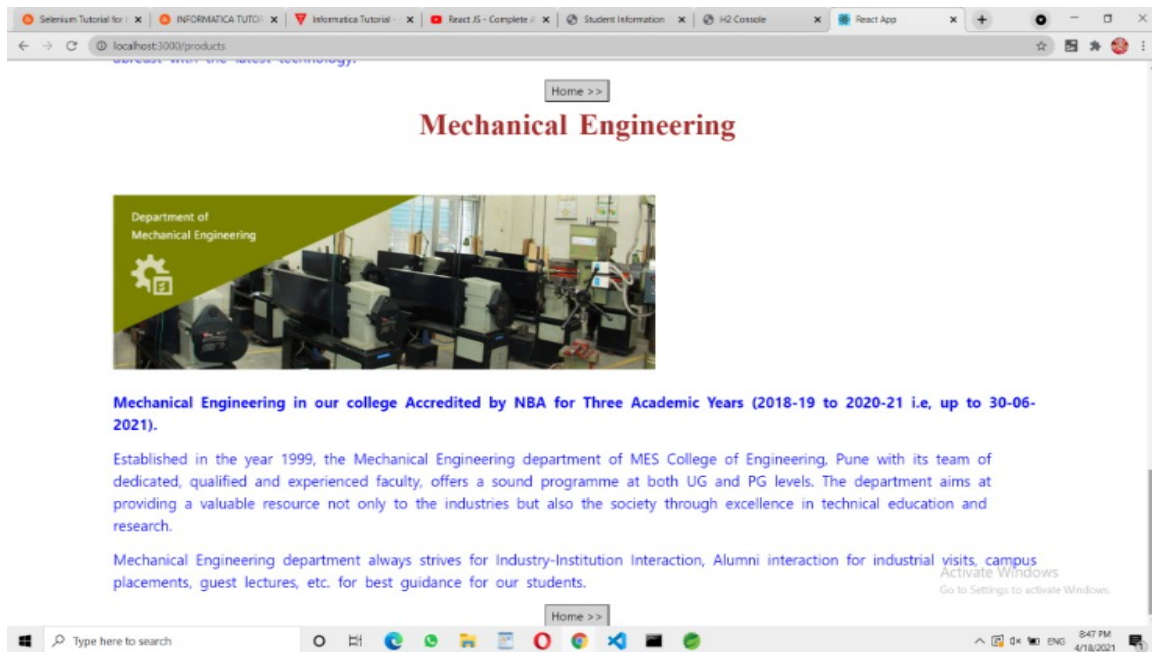 Selenium Tutorial for
INFORMATICA TUTOR
Informatica Tutorial -
React JS - Complete
Student Information
H2 Console
React App
localhost:3000/products
abreast with the latest technology.
Home >>
Mechanical Engineering
Department of
Mechanical Engineering
Mechanical Engineering in our college Accredited by NBA for Three Academic Years (2018-19 to 2020-21 i.e, up to 30-06-
2021).
Established in the year 1999, the Mechanical Engineering department of MES College of Engineering, Pune with its team of
dedicated, qualified and experienced faculty, offers a sound programme at both UG and PG levels. The department aims at
providing a valuable resource not only to the industries but also the society through excellence in technical education and
research.
Mechanical Engineering department always strives for Industry-Institution Interaction, Alumni interaction for industrial visits, campus
placements, guest lectures, etc. for best guidance for our students.
Activate Windows
Go to Settings to activate Windows.
Home >>
Type here to search
ENG
8:47 PM
4/18/2021